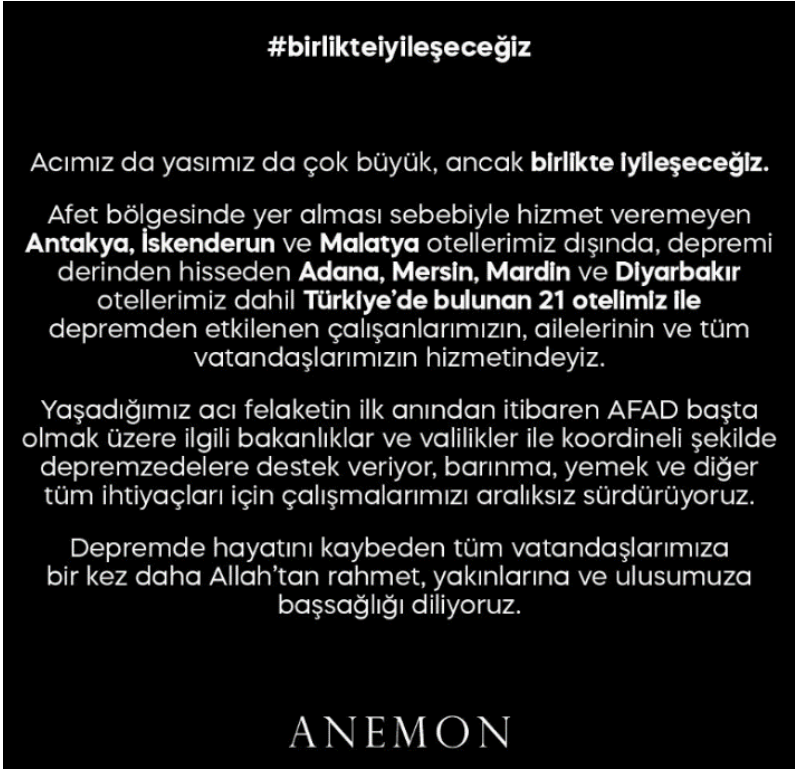 #birlikteiyileşeceğiz
Acımız da yasımız da çok büyük, ancak birlikte iyileşeceğiz.
Afet bölgesinde yer alması sebebiyle hizmet veremeyen
Antakya, İskenderun ve Malatya otellerimiz dışında, depremi
derinden hisseden Adana, Mersin, Mardin ve Diyarbakır
otellerimiz dahil Türkiye’de bulunan 21 otelimiz ile
depremden etkilenen çalışanlarımızın, ailelerinin ve tüm
vatandaşlarımızın hizmetindeyiz.
Yaşadığımız acı felaketin ilk anından itibaren AFAD başta
olmak üzere ilgili bakanlıklar ve valilikler ile koordineli şekilde
depremzedelere destek veriyor, barınma, yemek ve diğer
tüm ihtiyaçları için çalışmalarımızı aralıksız sürdürüyoruz.
Depremde hayatını kaybeden tüm vatandaşlarımıza
bir kez daha Allah’tan rahmet, yakınlarına ve ulusumuza
başsağlığı diliyoruz.
ANEMON